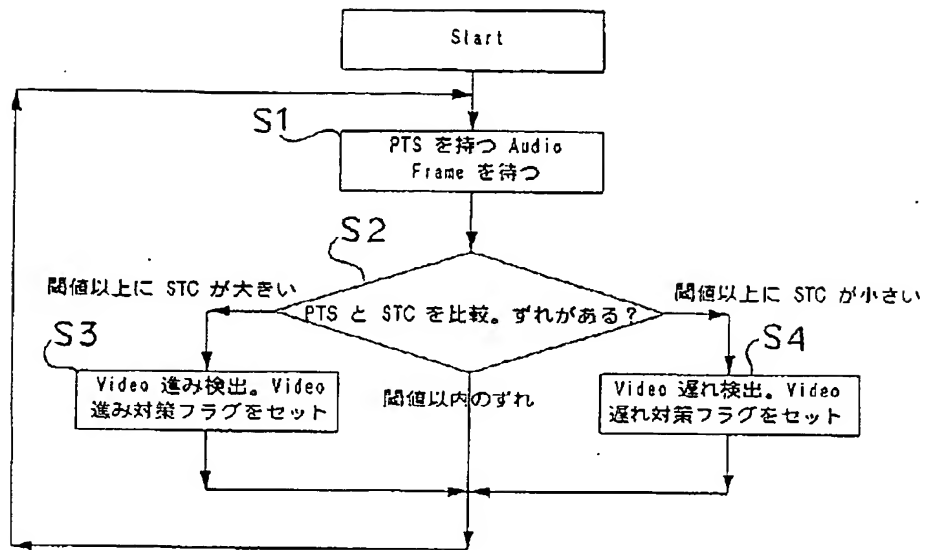 Start
S1
PTS を持つ Audio
Frame を待つ
S2
閾値以上に STC が大きい
閾値以上に STC が小さい
PTS と STC を比較。ずれがある?
S3
S4
Video 進み検出。Video
進み対策フラグをセット
閾値以内のずれ
Video 遅れ検出。Video
遅れ対策フラグをセット